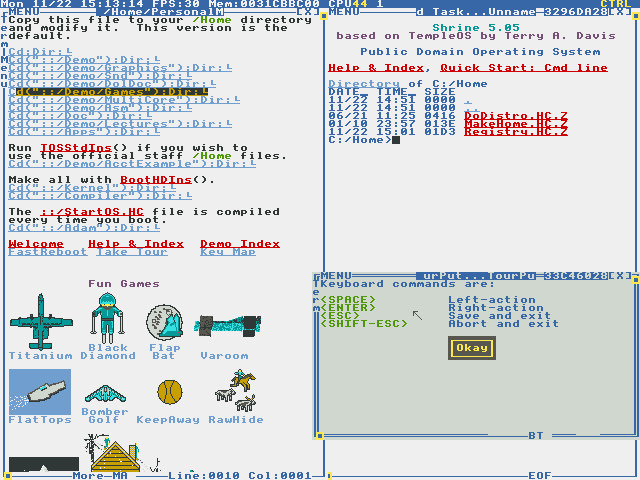 Mon 11/22 15:13:14 FPS:30 Mem:0031CBBC00 CPU44 1 CTRL
MENU /Home/PersonalM [X]
Copy this file to your /Home directory
and modify it. This version is the
default.
Cd;Dir;
Cd("::/Demo");Dir;
Cd("::/Demo/Graphics");Dir;
Cd("::/Demo/Snd");Dir;
Cd("::/Demo/DolDoc");Dir;
Cd("::/Demo/Games");Dir;
Cd("::/Demo/MultiCore");Dir;
Cd("::/Demo/Asm");Dir;
Cd("::/Doc");Dir;
Cd("::/Demo/Lectures");Dir;
Cd("::/Apps");Dir;
Run TOSStdIns() if you wish to
use the official staff /Home files.
Cd("::/Demo/AcctExample");Dir;
Make all with BootHDIns().
Cd("::/Kernel");Dir;
Cd("::/Compiler");Dir;
The ::/StartOS.HC file is compiled
every time you boot.
Cd("::/Adam");Dir;
Welcome Help & Index Demo Index
FastReboot Take Tour Key Map
Fun Games
Titanium
Black
Diamond
Flap
Bat
Varoom
FlatTops
Bomber
Golf
KeepAway
RawHide
More-MA Line:0010 Col:0001
MENU d Task...Unname 3296DA28[X]
Shrine 5.05
based on TempleOS by Terry A. Davis
Public Domain Operating System
Help & Index, Quick Start: Cmd line
Directory of C:/Home
DATE_ TIME_ SIZE
11/22 14:51 0000 .
11/22 14:51 0000 ..
06/21 11:25 0416 DoDistro.HC.Z
01/10 23:57 013E MakeHome.HC.Z
11/22 15:01 01D3 Registry.HC.Z
C:/Home>
EOF
MENU urPut...TourPu 33C46028[X]
Keyboard commands are:
<SPACE> Left-action
<ENTER> Right-action
<ESC> Save and exit
<SHIFT-ESC> Abort and exit
Okay
BT